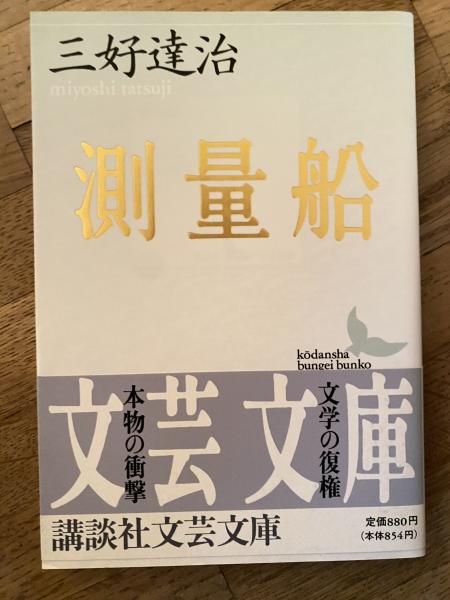 三好達治
miyoshi tatsuji
測量船
kōdansha
bungei bunko
文芸文庫
文学の復権
本物の衝撃
講談社文芸文庫
定価880円
(本体854円)